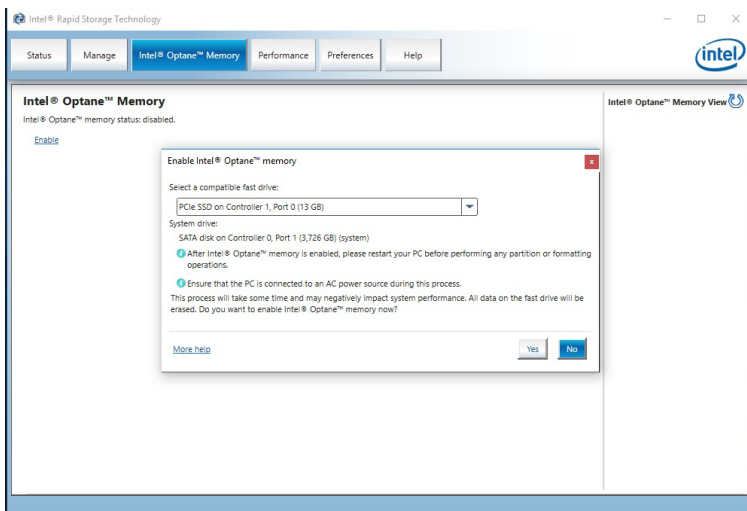 Intel® Rapid Storage Technology
Status
Manage
Intel® Optane™ Memory
Performance
Preferences
Help
intel
Intel® Optane™ Memory
Intel® Optane™ memory status: disabled.
Enable
Intel® Optane™ Memory View
Enable Intel® Optane™ memory
x
Select a compatible fast drive:
PCIe SSD on Controller 1, Port 0 (13 GB)
System drive:
SATA disk on Controller 0, Port 1 (3,726 GB) (system)
After Intel® Optane™ memory is enabled, please restart your PC before performing any partition or formatting
operations.
Ensure that the PC is connected to an AC power source during this process.
This process will take some time and may negatively impact system performance. All data on the fast drive will be
erased. Do you want to enable Intel® Optane™ memory now?
More help
Yes
No